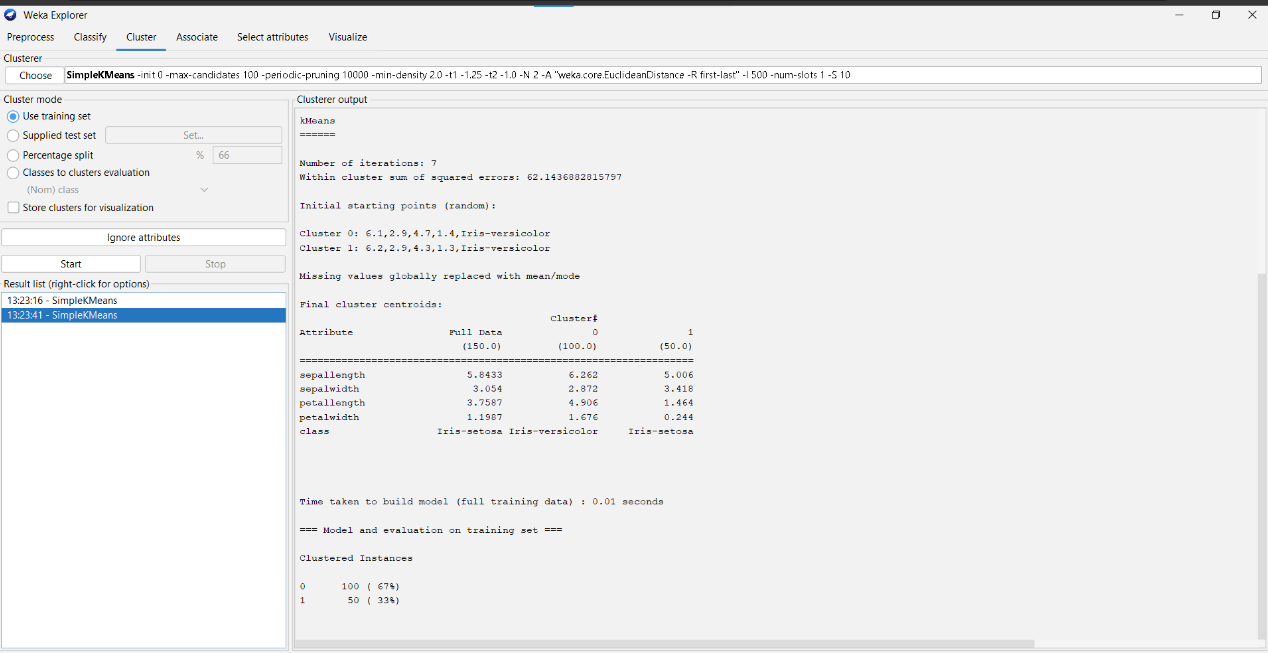 Weka Explorer
Preprocess Classify Cluster Associate Select attributes Visualize
Clusterer
Choose SimpleKMeans -init 0 -max-candidates 100 -periodic-pruning 10000 -min-density 2.0 -t1 -1.25 -t2 -1.0 -N 2 -A "weka.core.EuclideanDistance -R first-last" -I 500 -num-slots 1 -S 10
Cluster mode
Use training set
Supplied test set Set...
Percentage split % 66
Classes to clusters evaluation
(Nom) class
Store clusters for visualization
Ignore attributes
Start Stop
Result list (right-click for options)
13:23:16 - SimpleKMeans
13:23:41 - SimpleKMeans
Clusterer output
kMeans
======
Number of iterations: 7
Within cluster sum of squared errors: 62.1436882815797
Initial starting points (random):
Cluster 0: 6.1,2.9,4.7,1.4,Iris-versicolor
Cluster 1: 6.2,2.9,4.3,1.3,Iris-versicolor
Missing values globally replaced with mean/mode
Final cluster centroids:
Cluster#
Attribute Full Data 0 1
(150.0) (100.0) (50.0)
==================================================================
sepallength 5.8433 6.262 5.006
sepalwidth 3.054 2.872 3.418
petallength 3.7587 4.906 1.464
petalwidth 1.1987 1.676 0.244
class Iris-setosa Iris-versicolor Iris-setosa
Time taken to build model (full training data) : 0.01 seconds
=== Model and evaluation on training set ===
Clustered Instances
0 100 ( 67%)
1 50 ( 33%)